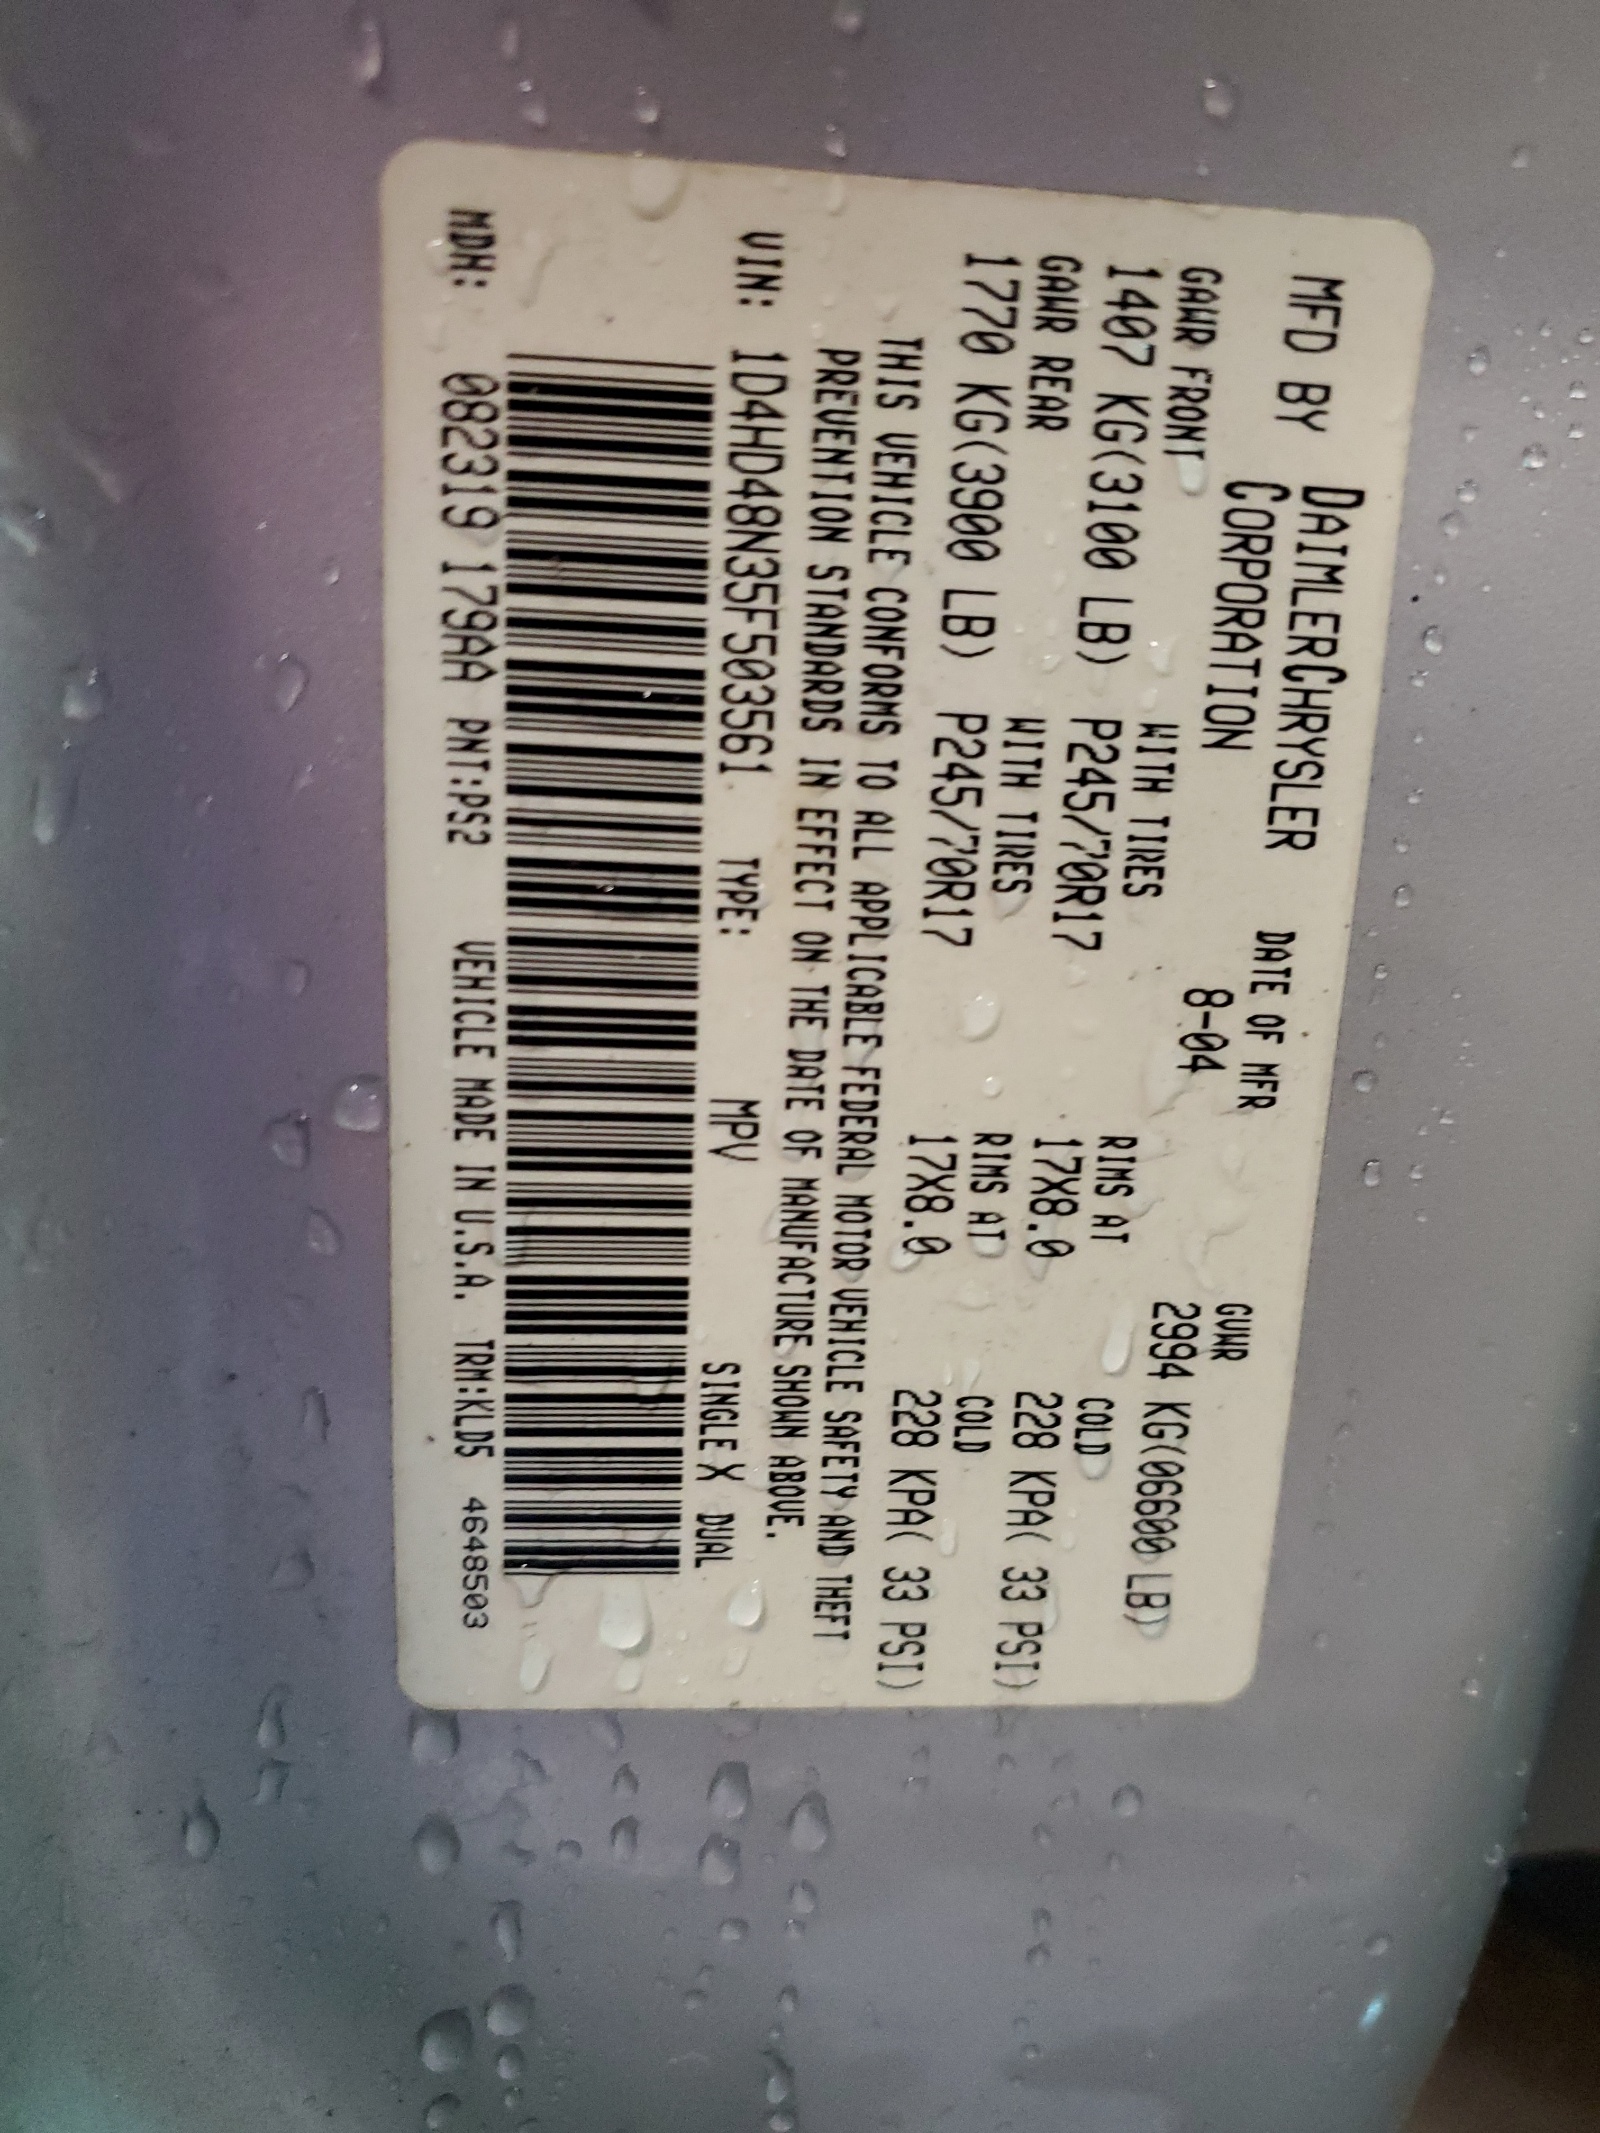 MFD BY DAIMLERCHRYSLER CORPORATION
DATE OF MFR 8-04
GVWR 2994 KG(06600 LB)
GAWR FRONT WITH TIRES RIMS AT COLD
1407 KG(3100 LB) P245/70R17 17X8.0 228 KPA( 33 PSI)
GAWR REAR WITH TIRES RIMS AT COLD
1770 KG(3900 LB) P245/70R17 17X8.0 228 KPA( 33 PSI)
THIS VEHICLE CONFORMS TO ALL APPLICABLE FEDERAL MOTOR VEHICLE SAFETY AND THEFT
PREVENTION STANDARDS IN EFFECT ON THE DATE OF MANUFACTURE SHOWN ABOVE.
VIN: 1D4HD48N35F503561 TYPE: MPV SINGLE X DUAL
MDH: 082319 179AA PNT:PS2 VEHICLE MADE IN U.S.A. TRM:KLD5 4648503